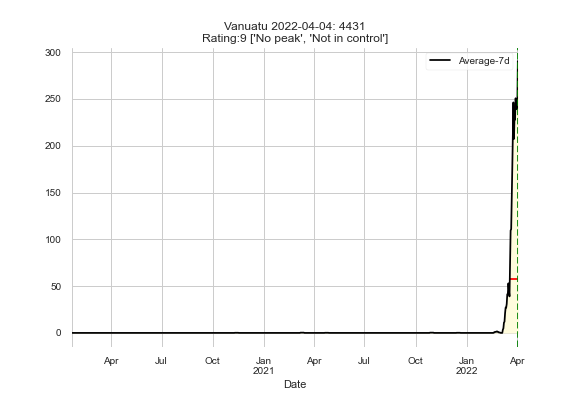 Vanuatu 2022-04-04: 4431
Rating:9 ['No peak', 'Not in control']
Average-7d
300
250
200
150
100
50
0
Apr Jul Oct Jan Apr Jul Oct Jan Apr
2021 2022
Date